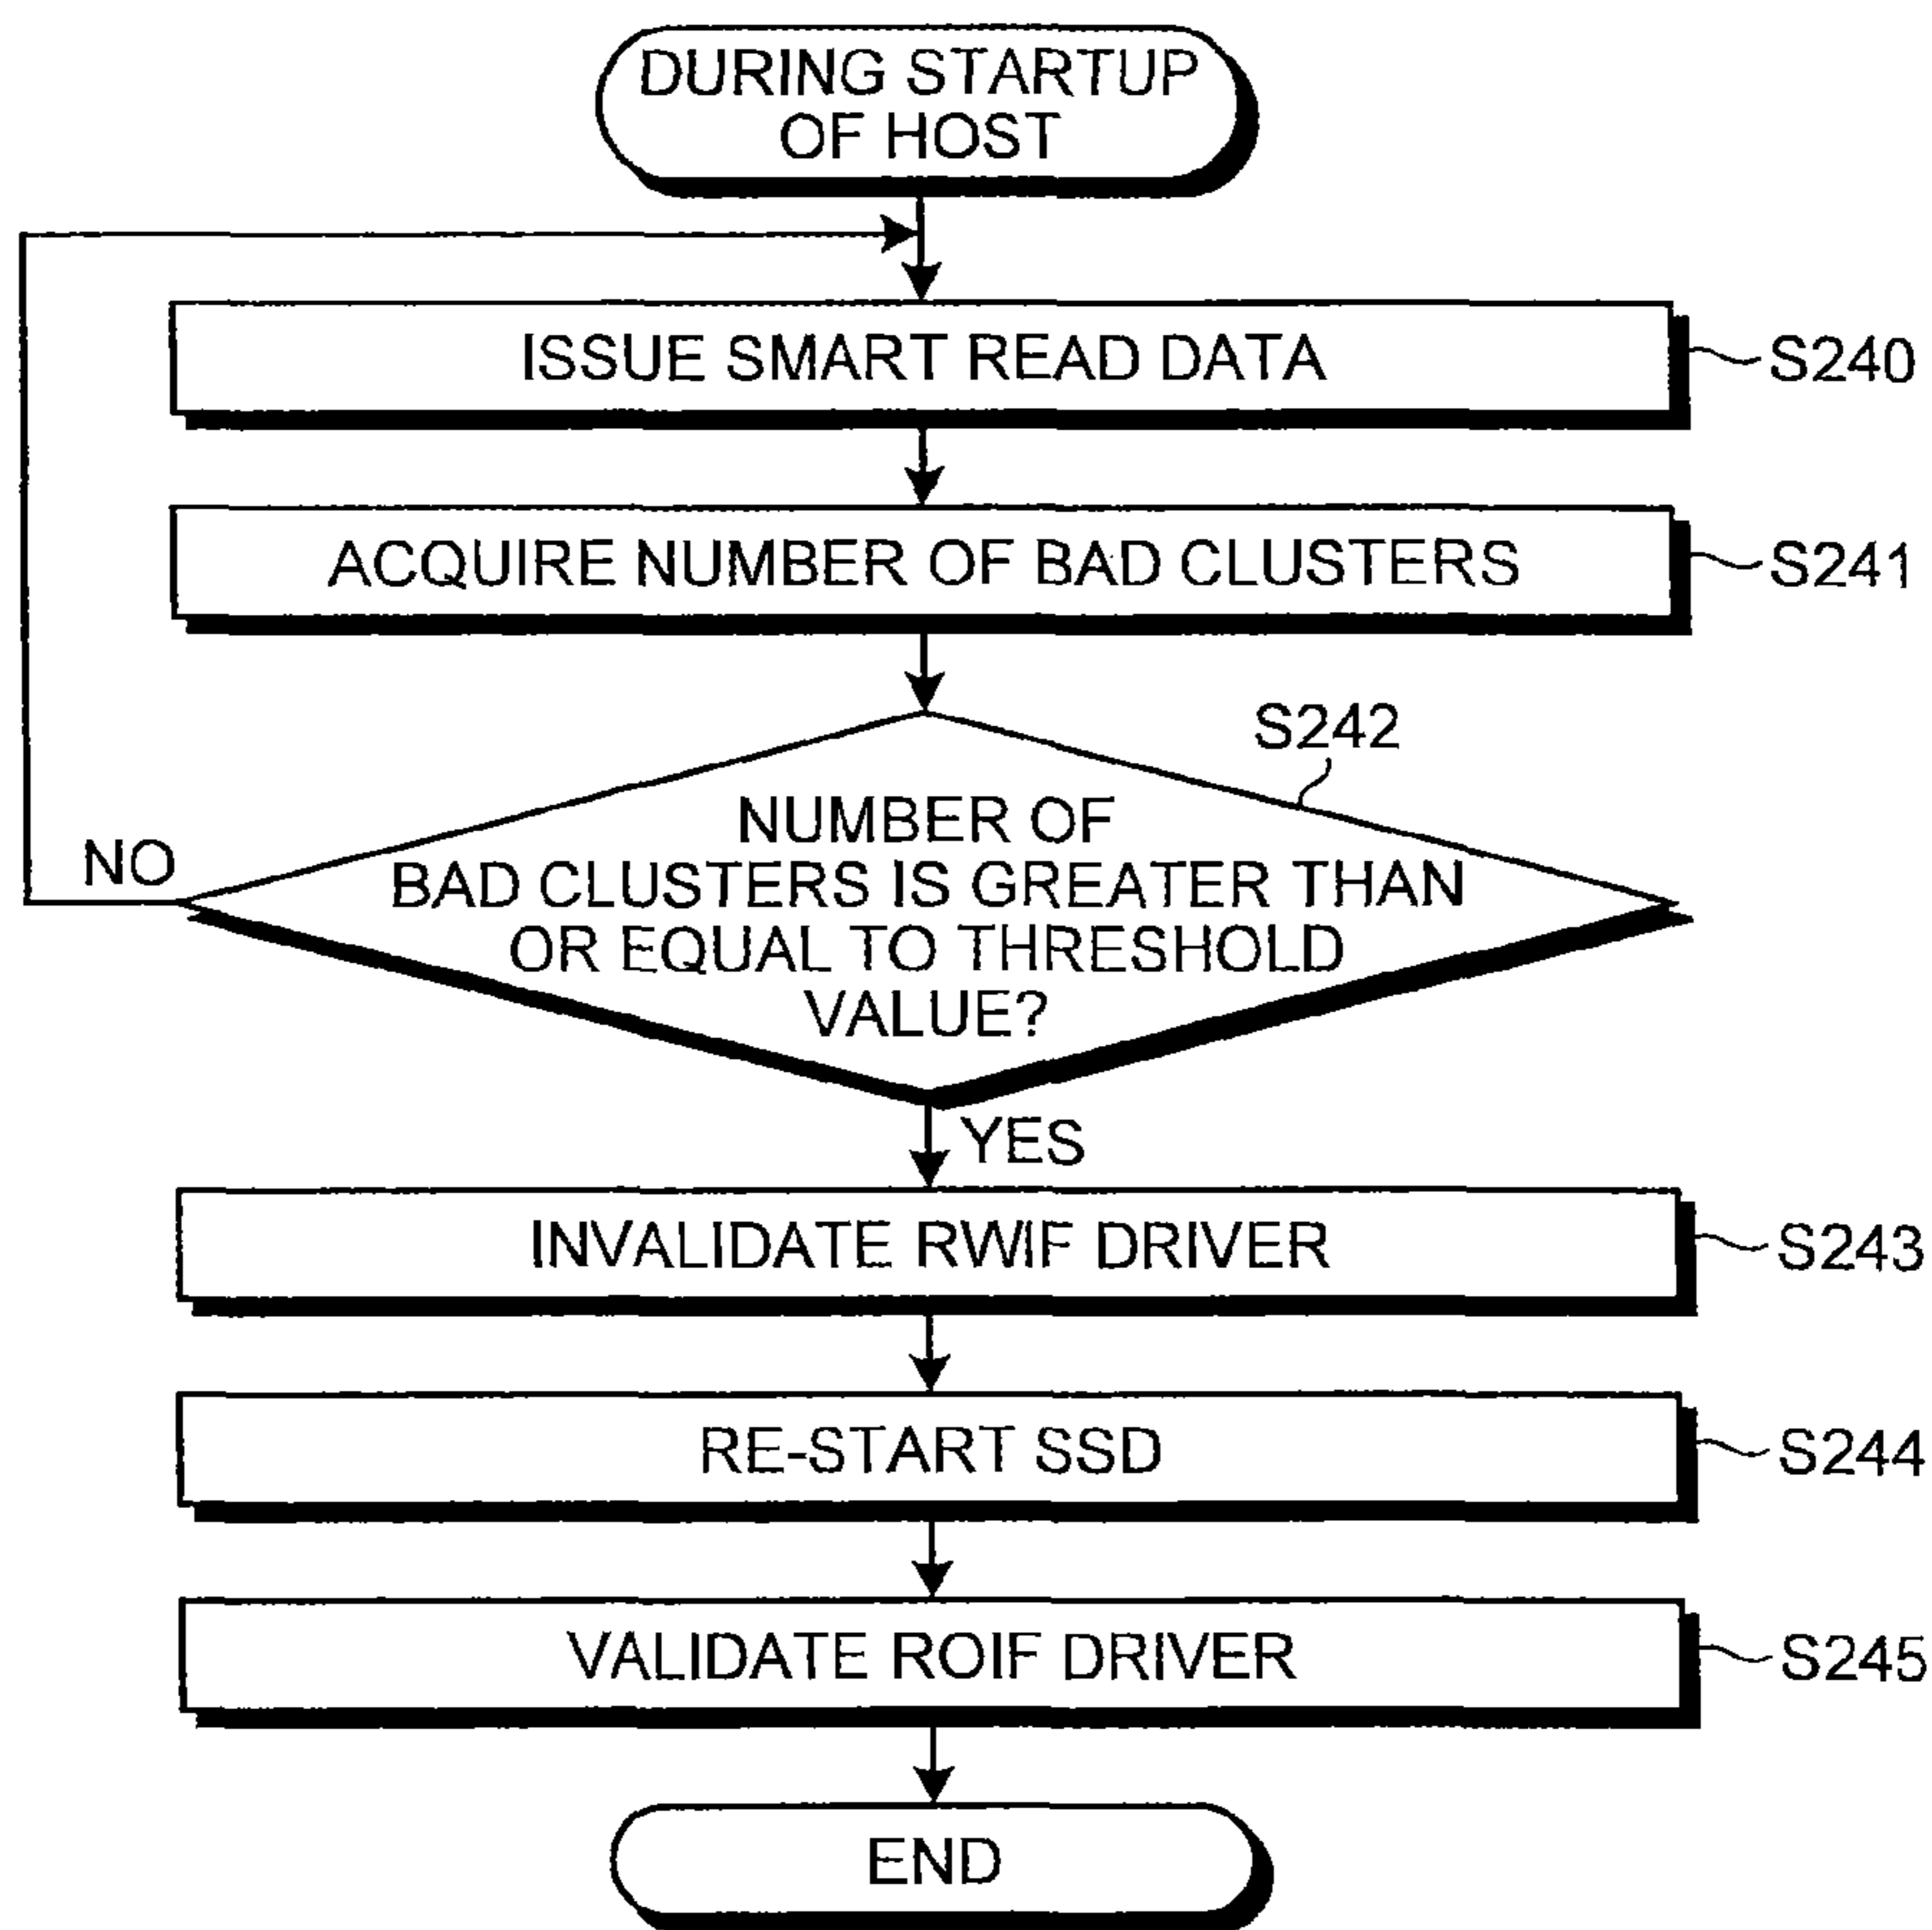 DURING STARTUP
OF HOST
ISSUE SMART READ DATA
S240
ACQUIRE NUMBER OF BAD CLUSTERS
S241
S242
NUMBER OF
BAD CLUSTERS IS GREATER THAN
OR EQUAL TO THRESHOLD
VALUE?
NO
YES
INVALIDATE RWIF DRIVER
S243
RE-START SSD
S244
VALIDATE ROIF DRIVER
S245
END